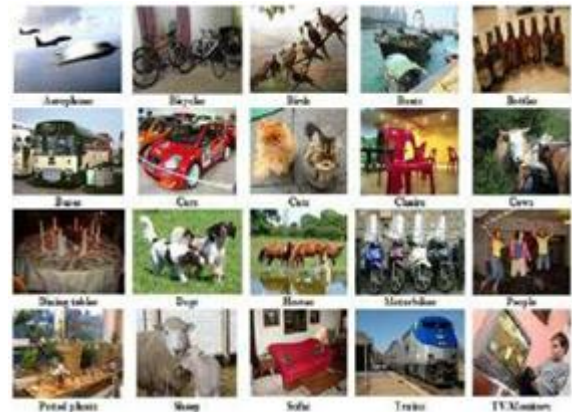 Aeroplanes Bicycles Birds Boats Bottles
Buses Cars Cats Chairs Cows
Dining tables Dogs Horses Motorbikes People
Potted plants Sheep Sofas Trains TV/Monitors